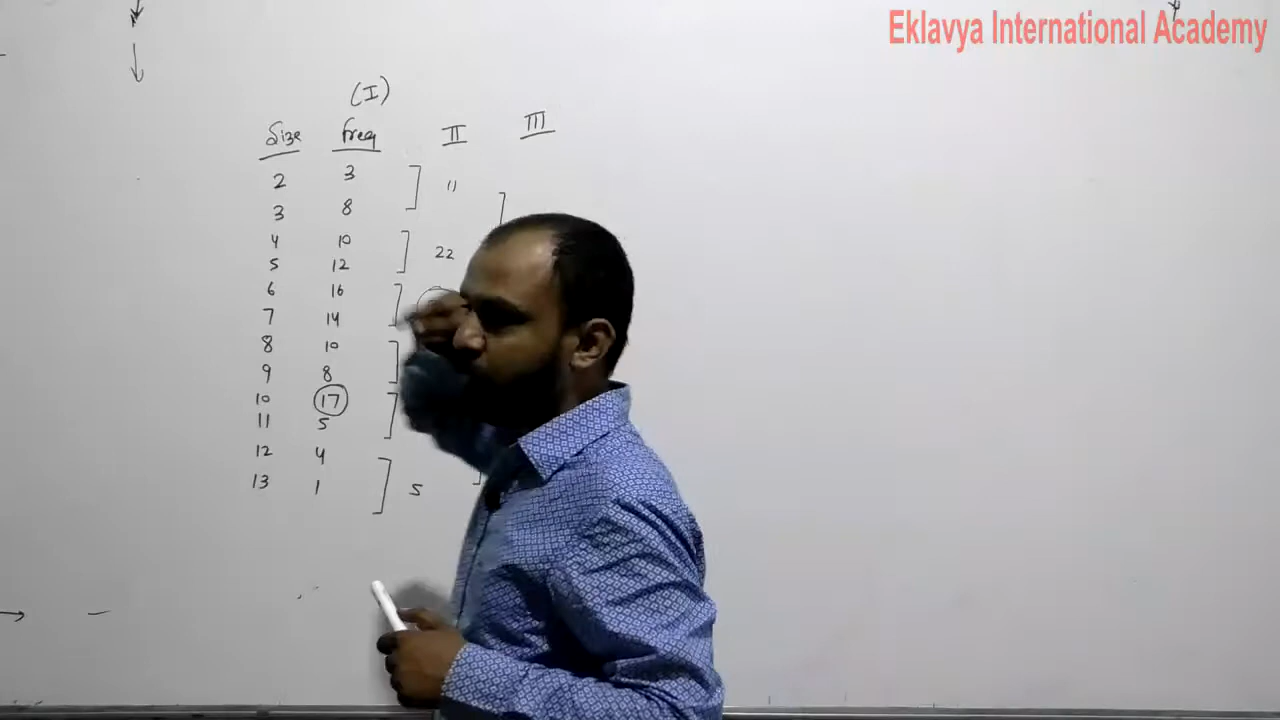 Eklavya International Academy
(I)
Size Freq II III
2 3 11
3 8
4 10 22
5 12
6 16
7 14
8 10
9 8
10 17
11 5
12 4
13 1 5